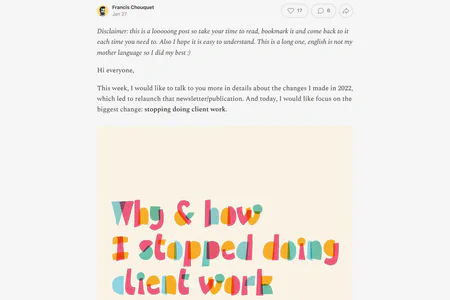 Francis Chouquet
Jan 27
17
6
Disclaimer: this is a looooong post so take your time to read, bookmark it and come back to it
each time you need to. Also I hope it is easy to understand. This is a long one, english is not my
mother language so I did my best :)
Hi everyone,
This week, I would like to talk to you more in details about the changes I made in 2022,
which led to relaunch that newsletter/publication. And today, I would like focus on the
biggest change: stopping doing client work.
Why & how
I stopped doing
client work